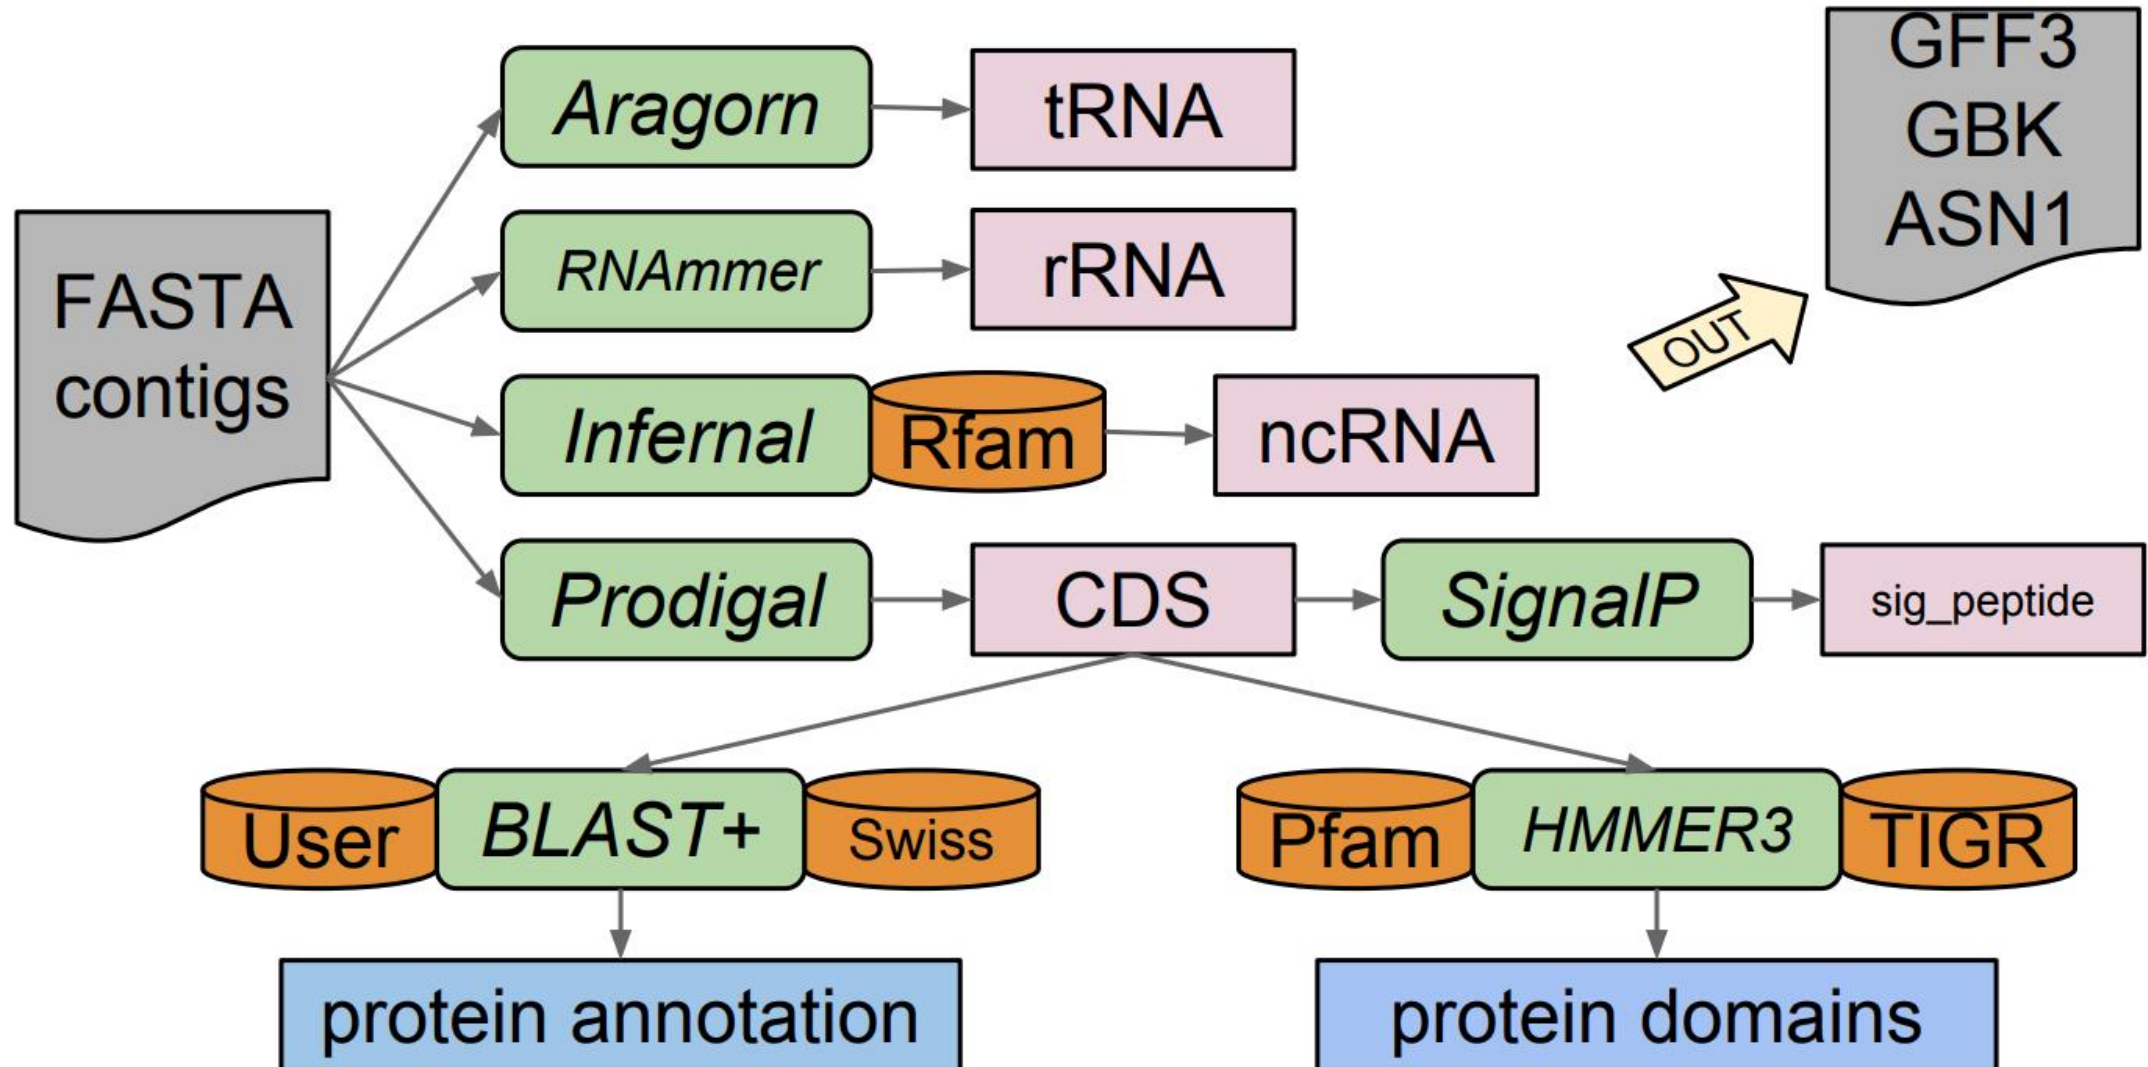 GFF3
GBK
ASN1
Aragorn
tRNA
FASTA
contigs
RNAmmer
rRNA
OUT
Infernal
Rfam
ncRNA
Prodigal
CDS
SignalP
sig_peptide
User
BLAST+
Swiss
Pfam
HMMER3
TIGR
protein annotation
protein domains